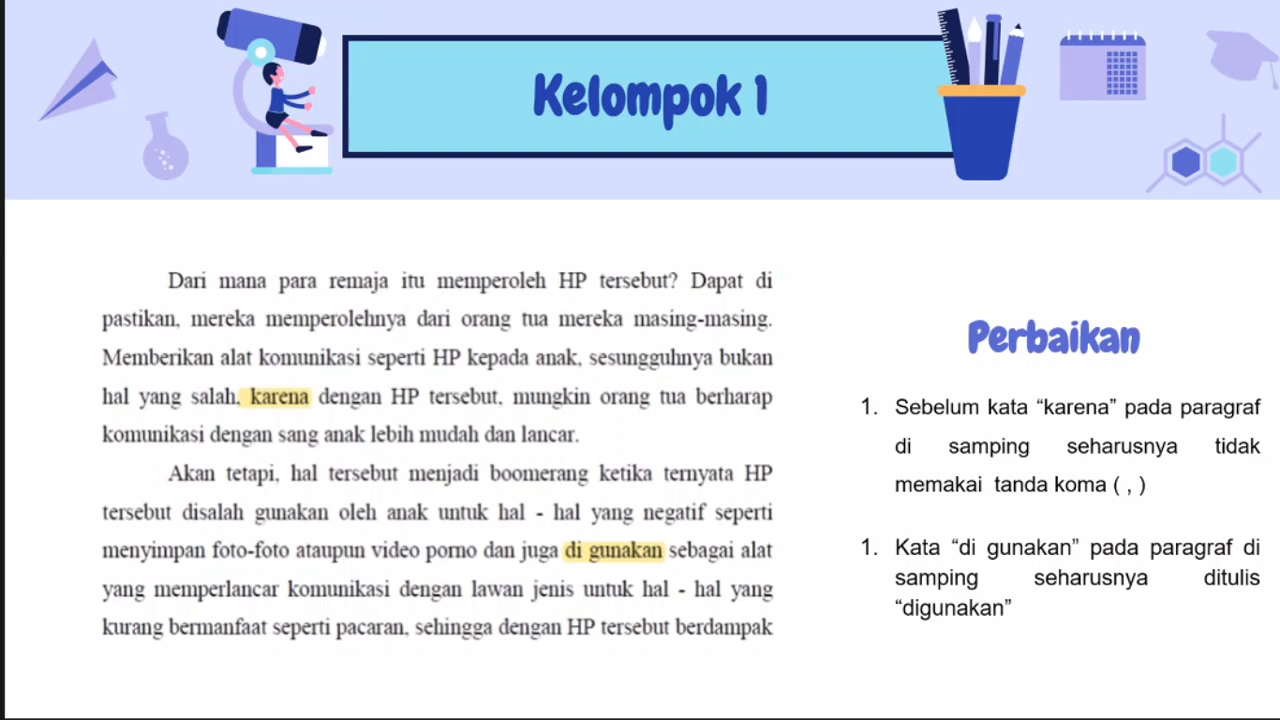 Kelompok 1
Dari mana para remaja itu memperoleh HP tersebut? Dapat di
pastikan, mereka memperolehnya dari orang tua mereka masing-masing.
Memberikan alat komunikasi seperti HP kepada anak, sesungguhnya bukan
hal yang salah, karena dengan HP tersebut, mungkin orang tua berharap
komunikasi dengan sang anak lebih mudah dan lancar.
Akan tetapi, hal tersebut menjadi boomerang ketika ternyata HP
tersebut disalah gunakan oleh anak untuk hal - hal yang negatif seperti
menyimpan foto-foto ataupun video porno dan juga di gunakan sebagai alat
yang memperlancar komunikasi dengan lawan jenis untuk hal - hal yang
kurang bermanfaat seperti pacaran, sehingga dengan HP tersebut berdampak
Perbaikan
1. Sebelum kata “karena” pada paragraf
di samping seharusnya tidak
memakai tanda koma ( , )
1. Kata “di gunakan” pada paragraf di
samping seharusnya ditulis
“digunakan”